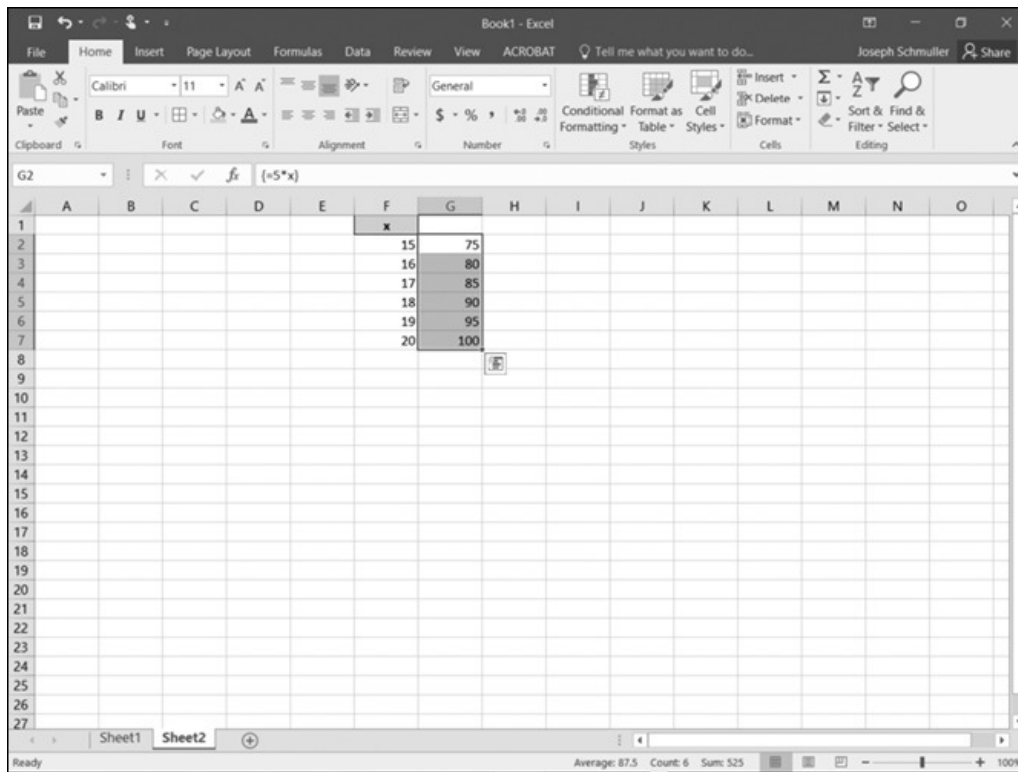 Book1 - Excel
File Home Insert Page Layout Formulas Data Review View ACROBAT Tell me what you want to do... Joseph Schmuller Share
Paste
Calibri 11 A A
B I U A
General
$ % , .00 .0
Conditional Formatting
Format as Table
Cell Styles
Insert
Delete
Format
Σ
Sort & Filter
Find & Select
Clipboard Font Alignment Number Styles Cells Editing
G2 fx {=5*x}
A B C D E F G H I J K L M N O
1 x
2 15 75
3 16 80
4 17 85
5 18 90
6 19 95
7 20 100
8
9
10
11
12
13
14
15
16
17
18
19
20
21
22
23
24
25
26
27
Sheet1 Sheet2
Ready Average: 87.5 Count: 6 Sum: 525 - + 100%